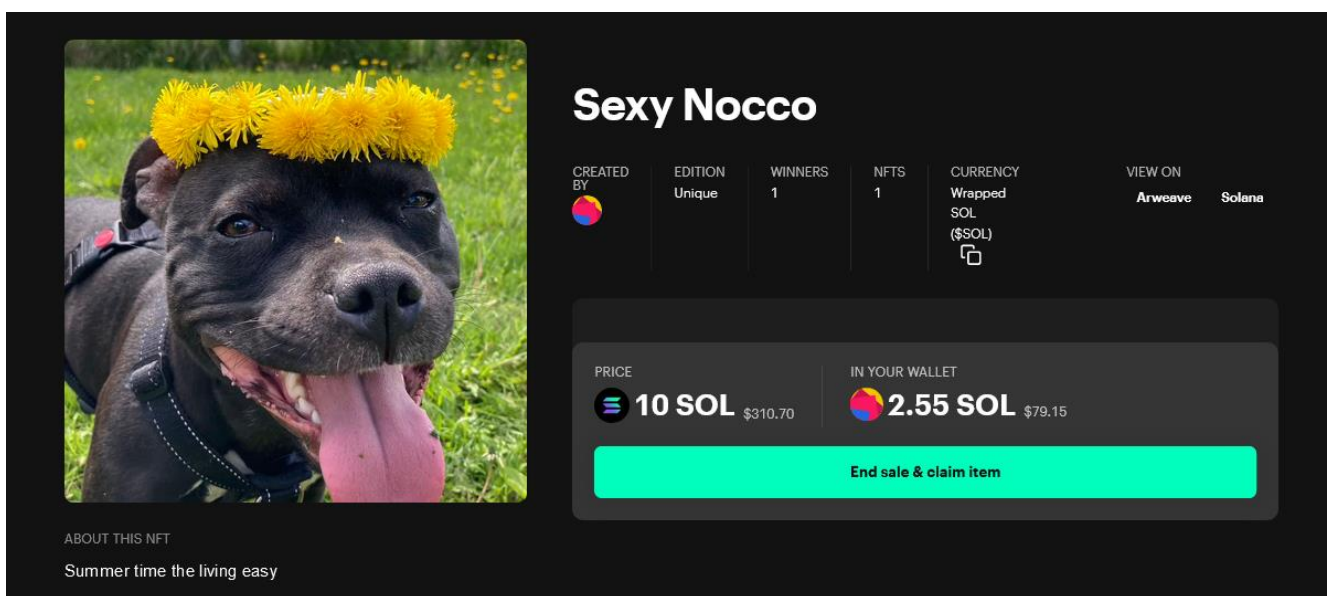 Sexy Nocco
CREATED
BY
EDITION
Unique
WINNERS
1
NFTS
1
CURRENCY
Wrapped
SOL
($SOL)
VIEW ON
Arweave
Solana
PRICE
10 SOL $310.70
IN YOUR WALLET
2.55 SOL $79.15
End sale & claim item
ABOUT THIS NFT
Summer time the living easy